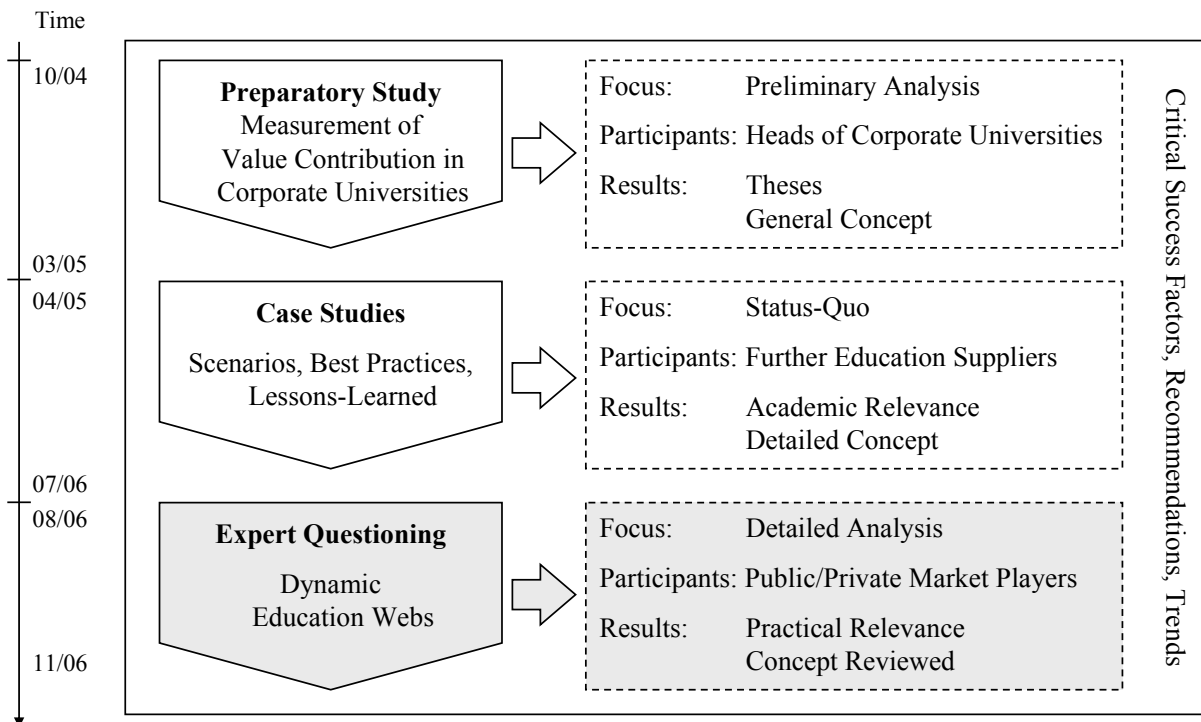 Time
10/04
Preparatory Study
Measurement of
Value Contribution in
Corporate Universities
Focus: Preliminary Analysis
Participants: Heads of Corporate Universities
Results: Theses
General Concept
03/05
04/05
Case Studies
Scenarios, Best Practices,
Lessons-Learned
Focus: Status-Quo
Participants: Further Education Suppliers
Results: Academic Relevance
Detailed Concept
07/06
08/06
Expert Questioning
Dynamic
Education Webs
Focus: Detailed Analysis
Participants: Public/Private Market Players
Results: Practical Relevance
Concept Reviewed
11/06
Critical Success Factors, Recommendations, Trends